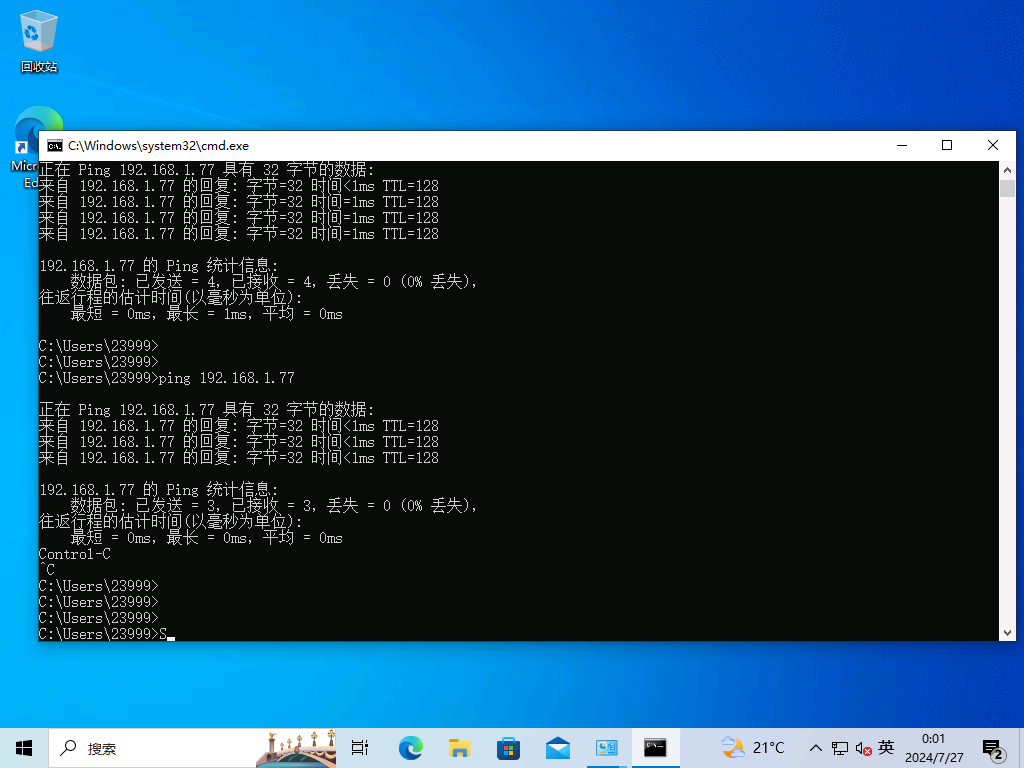 回收站
Micr
Ed
C:\Windows\system32\cmd.exe
正在 Ping 192.168.1.77 具有 32 字节的数据:
来自 192.168.1.77 的回复: 字节=32 时间<1ms TTL=128
来自 192.168.1.77 的回复: 字节=32 时间=1ms TTL=128
来自 192.168.1.77 的回复: 字节=32 时间=1ms TTL=128
来自 192.168.1.77 的回复: 字节=32 时间=1ms TTL=128
192.168.1.77 的 Ping 统计信息:
数据包: 已发送 = 4，已接收 = 4，丢失 = 0 (0% 丢失)，
往返行程的估计时间(以毫秒为单位):
最短 = 0ms，最长 = 1ms，平均 = 0ms
C:\Users\23999>
C:\Users\23999>
C:\Users\23999>ping 192.168.1.77
正在 Ping 192.168.1.77 具有 32 字节的数据:
来自 192.168.1.77 的回复: 字节=32 时间<1ms TTL=128
来自 192.168.1.77 的回复: 字节=32 时间<1ms TTL=128
来自 192.168.1.77 的回复: 字节=32 时间<1ms TTL=128
192.168.1.77 的 Ping 统计信息:
数据包: 已发送 = 3，已接收 = 3，丢失 = 0 (0% 丢失)，
往返行程的估计时间(以毫秒为单位):
最短 = 0ms，最长 = 0ms，平均 = 0ms
Control-C
^C
C:\Users\23999>
C:\Users\23999>
C:\Users\23999>
C:\Users\23999>S
搜索
21°C
英
0:01
2024/7/27
2